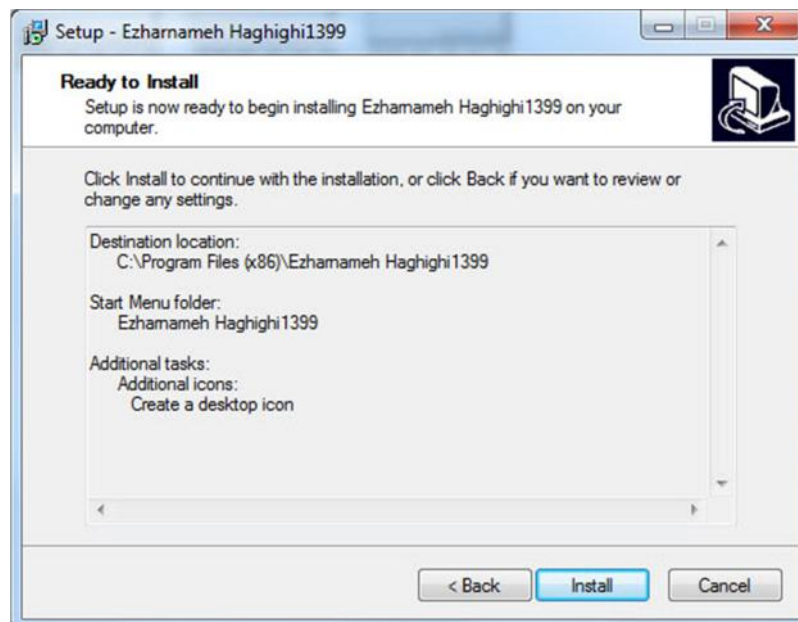 Setup - Ezharnameh Haghighi1399
Ready to Install
Setup is now ready to begin installing Ezharnameh Haghighi1399 on your
computer.
Click Install to continue with the installation, or click Back if you want to review or
change any settings.
Destination location:
C:\Program Files (x86)\Ezharnameh Haghighi1399
Start Menu folder:
Ezharnameh Haghighi1399
Additional tasks:
Additional icons:
Create a desktop icon
< Back Install Cancel